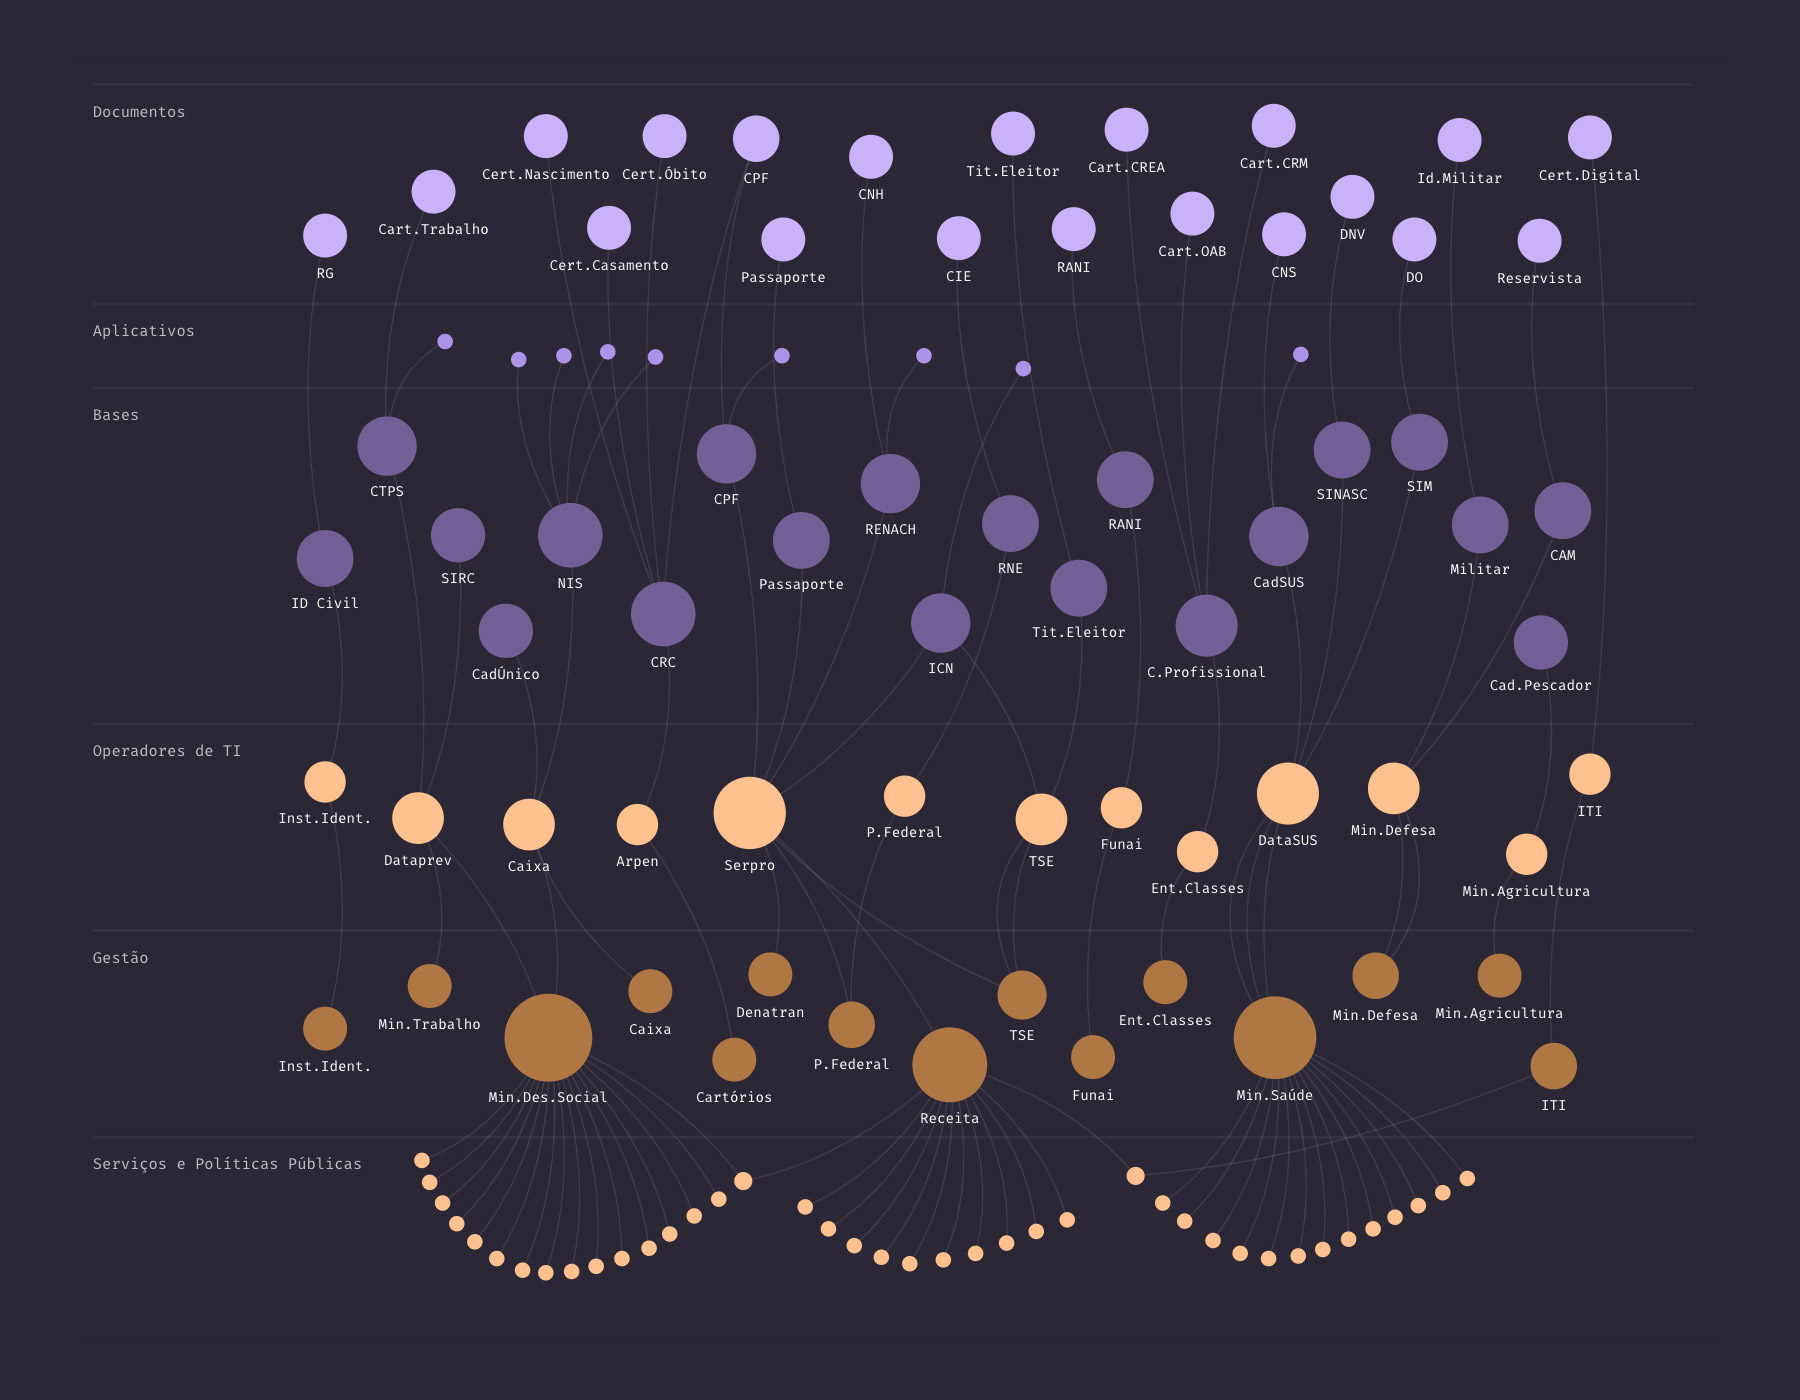 Documentos
Cert.Nascimento
Cert.Óbito
CPF
CNH
Tit.Eleitor
Cart.CREA
Cart.CRM
Id.Militar
Cert.Digital
Cart.Trabalho
Cert.Casamento
RG
Passaporte
CIE
RANI
Cart.OAB
CNS
DNV
DO
Reservista
Aplicativos
Bases
CTPS
CPF
RENACH
RANI
SINASC
SIM
SIRC
NIS
Passaporte
RNE
CadSUS
Militar
CAM
ID Civil
CadÚnico
CRC
ICN
Tit.Eleitor
C.Profissional
Cad.Pescador
Operadores de TI
Inst.Ident.
Dataprev
Caixa
Arpen
Serpro
P.Federal
TSE
Funai
Ent.Classes
DataSUS
Min.Defesa
Min.Agricultura
ITI
Gestão
Inst.Ident.
Min.Trabalho
Min.Des.Social
Caixa
Cartórios
Denatran
P.Federal
Receita
TSE
Funai
Ent.Classes
Min.Saúde
Min.Defesa
Min.Agricultura
ITI
Serviços e Políticas Públicas